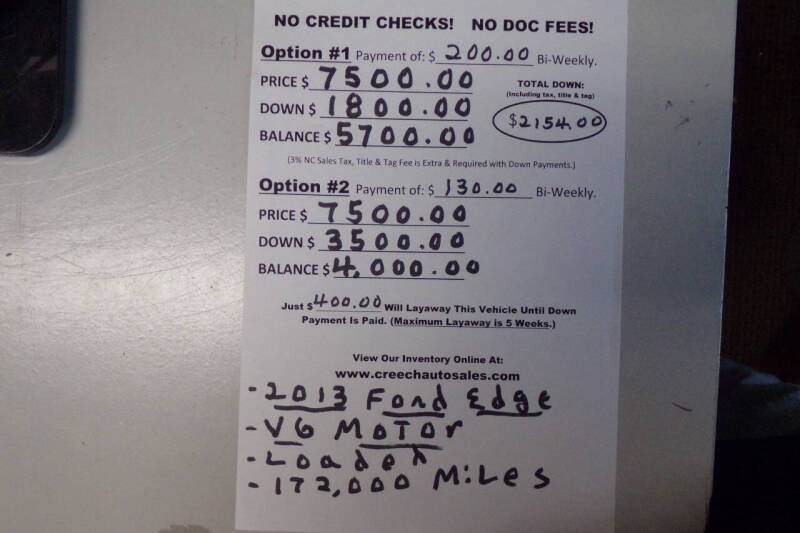 NO CREDIT CHECKS! NO DOC FEES!
Option #1 Payment of: $ 200.00 Bi-Weekly.
PRICE $ 7500.00
DOWN $ 1800.00
BALANCE $ 5700.00
TOTAL DOWN:
(Including tax, title & tag)
$2154.00
(3% NC Sales Tax, Title & Tag Fee is Extra & Required with Down Payments.)
Option #2 Payment of: $ 130.00 Bi-Weekly.
PRICE $ 7500.00
DOWN $ 3500.00
BALANCE $ 4,000.00
Just $ 400.00 Will Layaway This Vehicle Until Down
Payment Is Paid. (Maximum Layaway is 5 Weeks.)
View Our Inventory Online At:
www.creechautosales.com
- 2013 Ford Edge
- V6 MOTOr
- Loaded
- 172,000 MiLes